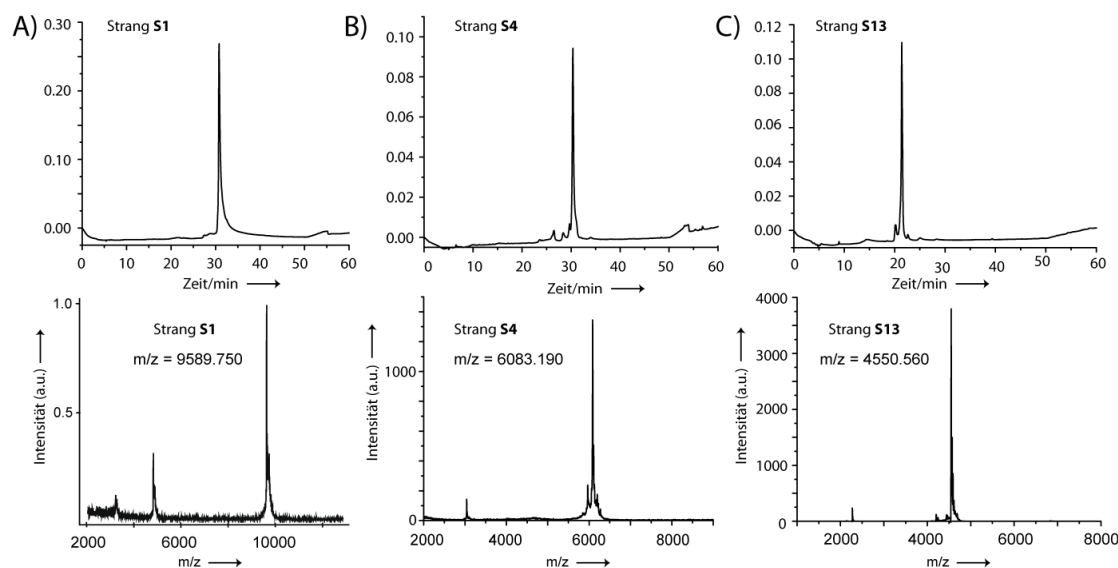 A)
Strang S1
0.30
0.20
0.10
0.00
0 10 20 30 40 50 60
Zeit/min
B)
Strang S4
0.10
0.08
0.06
0.04
0.02
0.00
0 10 20 30 40 50 60
Zeit/min
C)
Strang S13
0.12
0.10
0.08
0.06
0.04
0.02
0.00
0 10 20 30 40 50 60
Zeit/min
Intensität (a.u.)
1.0
0.5
Strang S1
m/z = 9589.750
2000 6000 10000
m/z
Intensität (a.u.)
1000
Strang S4
m/z = 6083.190
2000 4000 6000 8000
m/z
Intensität (a.u.)
4000
3000
2000
1000
0
Strang S13
m/z = 4550.560
2000 4000 6000 8000
m/z